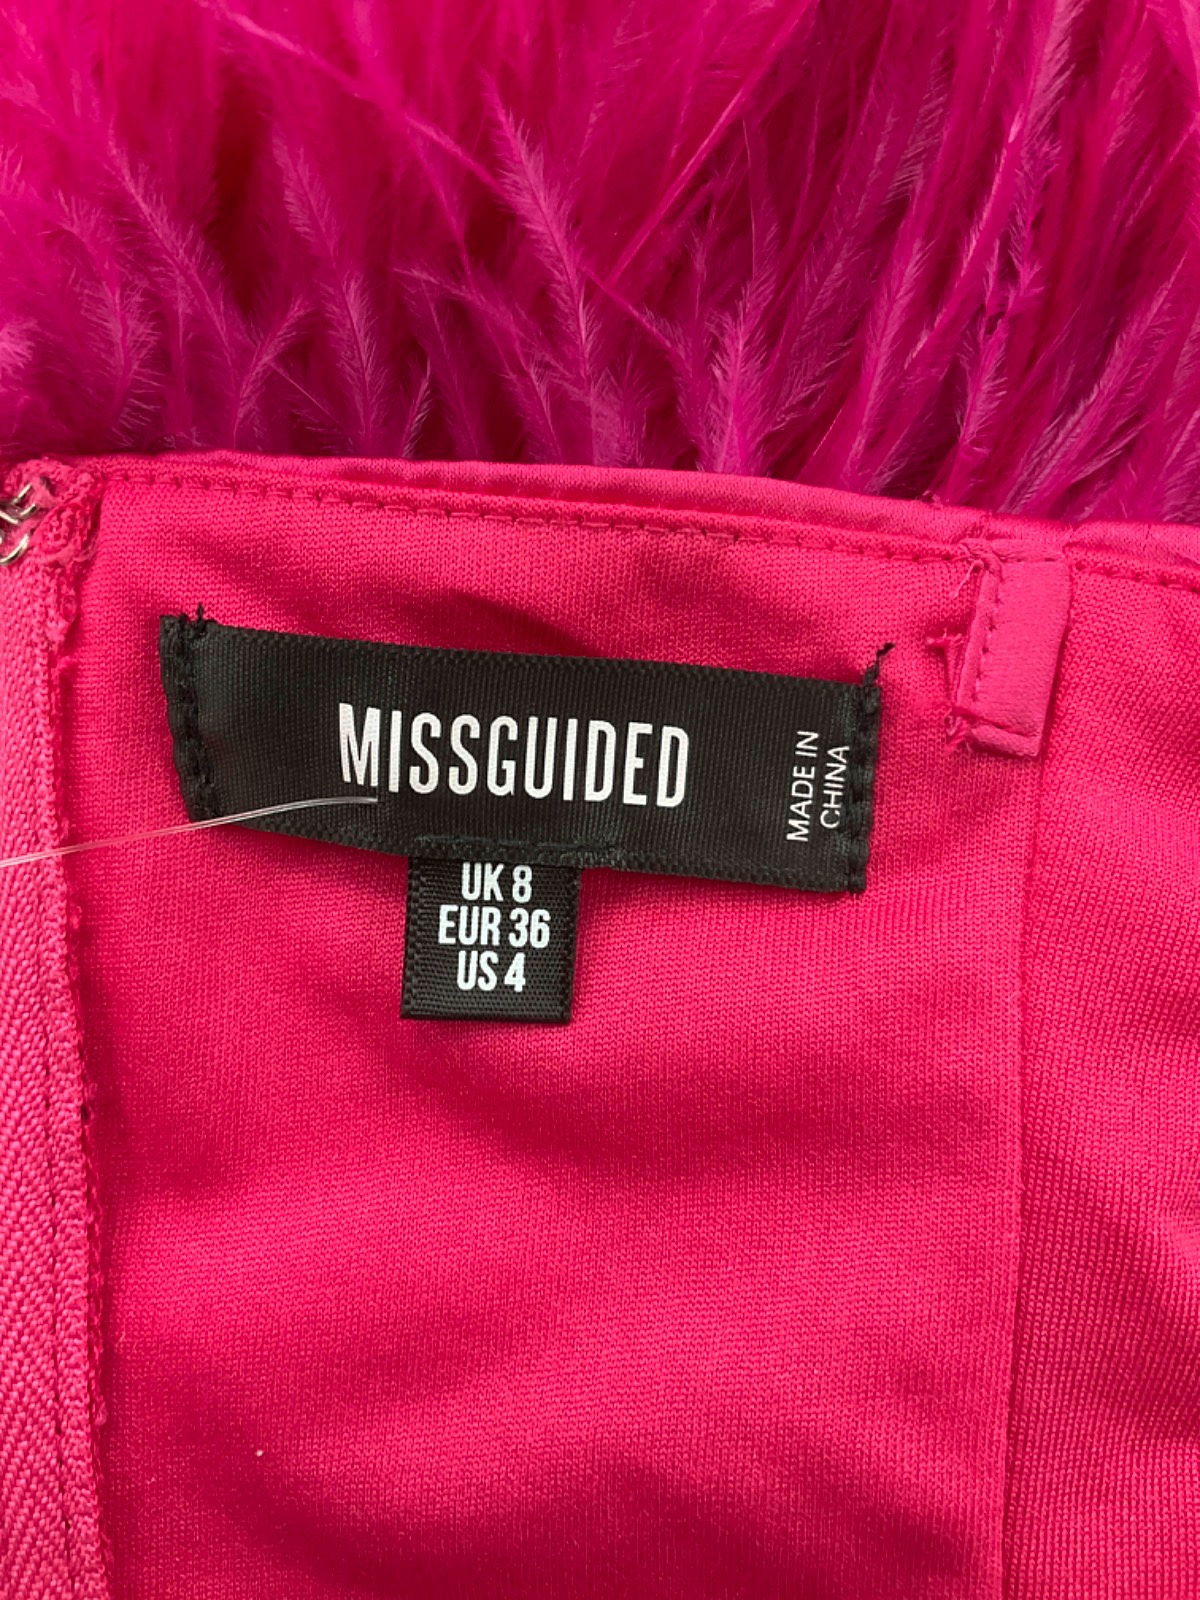 MISSGUIDED
MADE IN
CHINA
UK 8
EUR 36
US 4